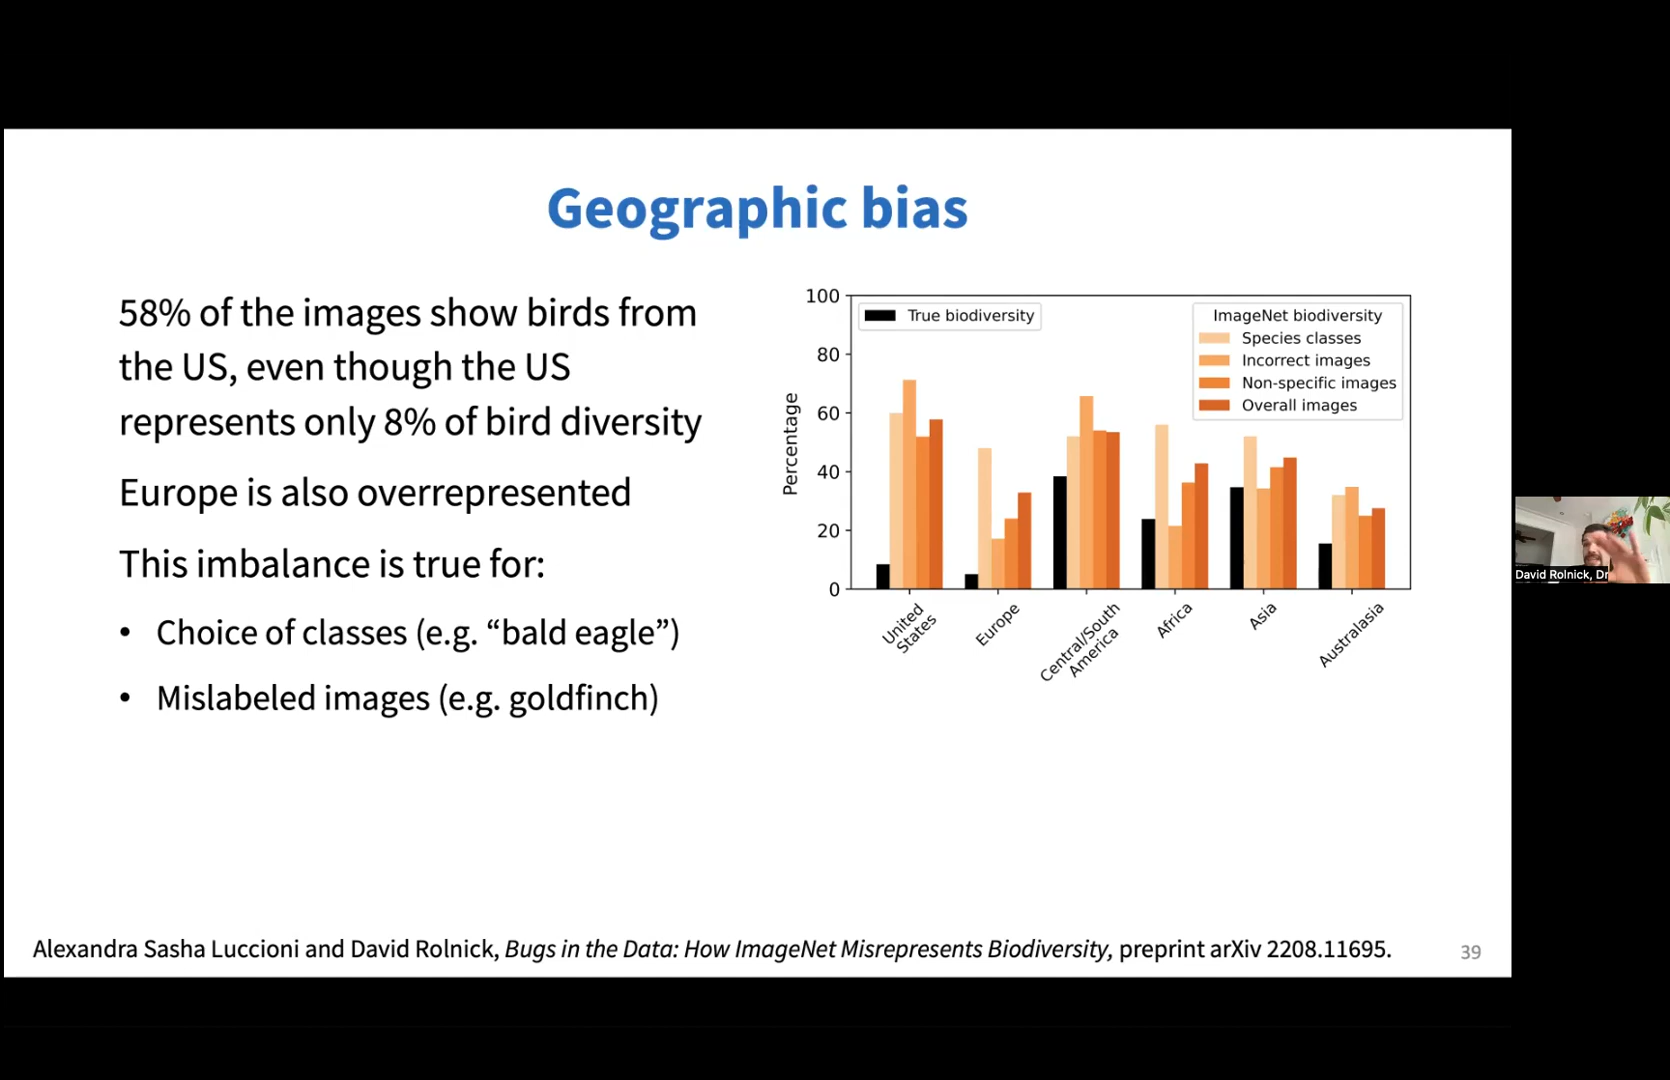 Geographic bias
58% of the images show birds from
the US, even though the US
represents only 8% of bird diversity
Europe is also overrepresented
This imbalance is true for:
• Choice of classes (e.g. “bald eagle”)
• Mislabeled images (e.g. goldfinch)
100
80
60
40
20
0
Percentage
True biodiversity
ImageNet biodiversity
Species classes
Incorrect images
Non-specific images
Overall images
United
States
Europe
Central/South
America
Africa
Asia
Australasia
David Rolnick, Dr
Alexandra Sasha Luccioni and David Rolnick, Bugs in the Data: How ImageNet Misrepresents Biodiversity, preprint arXiv 2208.11695.
39